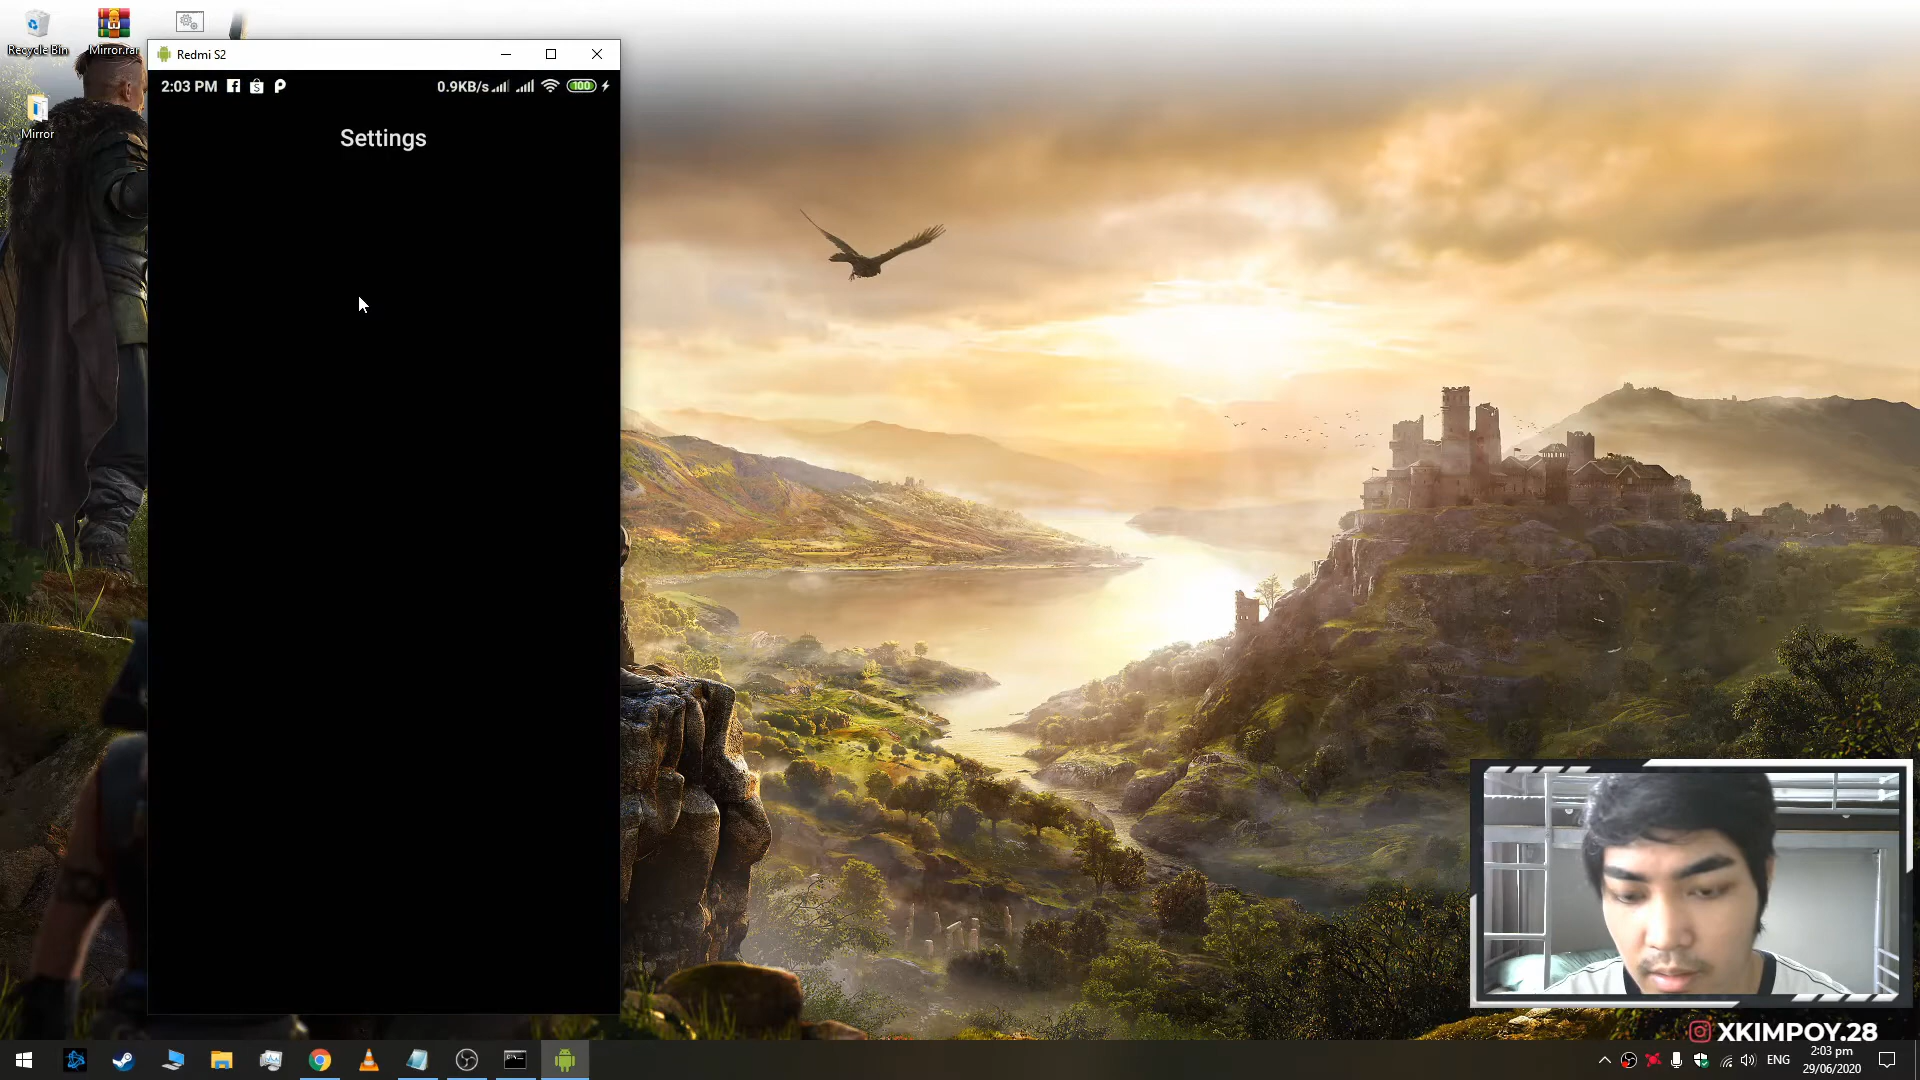 Recycle Bin
Mirror.rar
Mirror
Redmi S2
2:03 PM
0.9KB/s
100
Settings
XKIMPOY.28
ENG
2:03 pm
29/06/2020